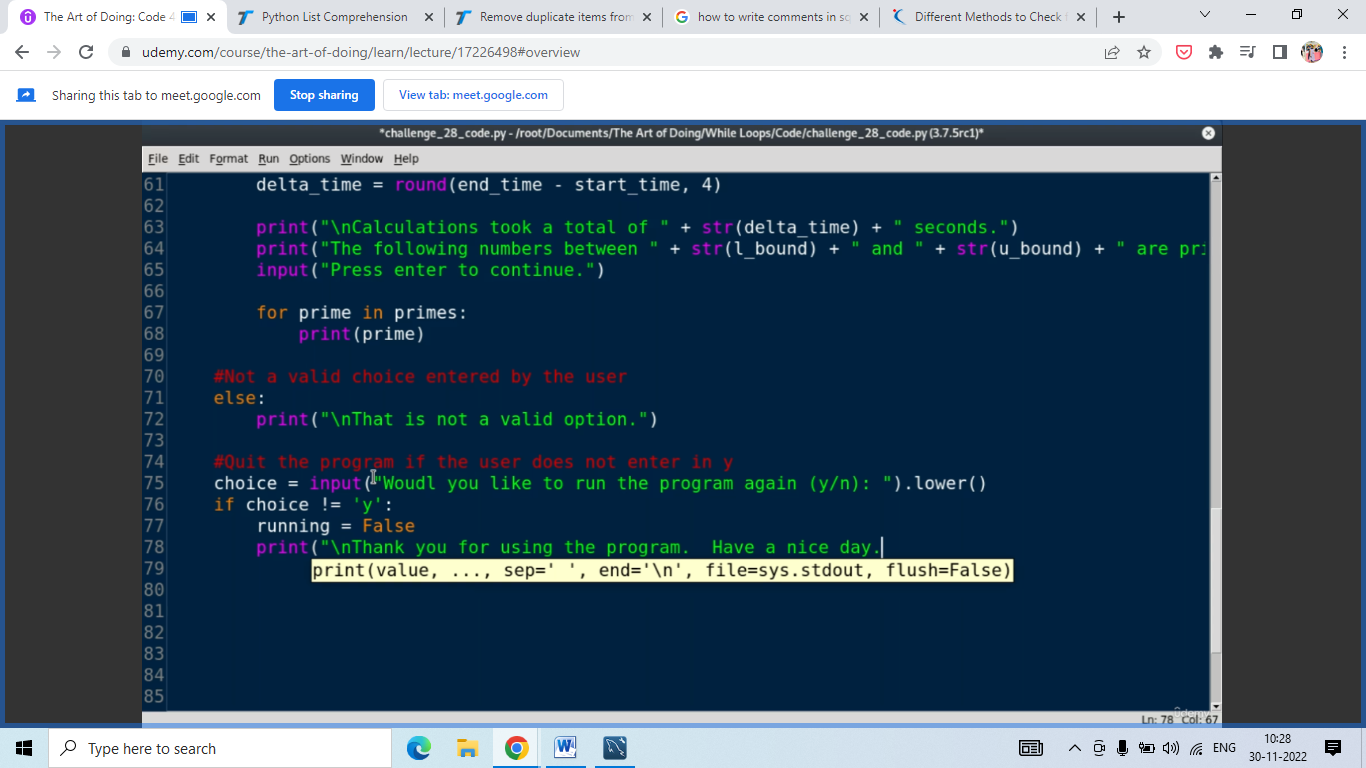 The Art of Doing: Code 4
Python List Comprehension
Remove duplicate items from
how to write comments in sq
Different Methods to Check f
udemy.com/course/the-art-of-doing/learn/lecture/17226498#overview
Sharing this tab to meet.google.com
Stop sharing
View tab: meet.google.com
*challenge_28_code.py - /root/Documents/The Art of Doing/While Loops/Code/challenge_28_code.py (3.7.5rc1)*
File Edit Format Run Options Window Help
61 delta_time = round(end_time - start_time, 4)
62
63 print("\nCalculations took a total of " + str(delta_time) + " seconds.")
64 print("The following numbers between " + str(l_bound) + " and " + str(u_bound) + " are pri
65 input("Press enter to continue.")
66
67 for prime in primes:
68 print(prime)
69
70 #Not a valid choice entered by the user
71 else:
72 print("\nThat is not a valid option.")
73
74 #Quit the program if the user does not enter in y
75 choice = input("Woudl you like to run the program again (y/n): ").lower()
76 if choice != 'y':
77 running = False
78 print("\nThank you for using the program.  Have a nice day.
79 print(value, ..., sep=' ', end='\n', file=sys.stdout, flush=False)
80
81
82
83
84
85
Udemy
Ln: 78 Col: 67
Type here to search
ENG
10:28
30-11-2022